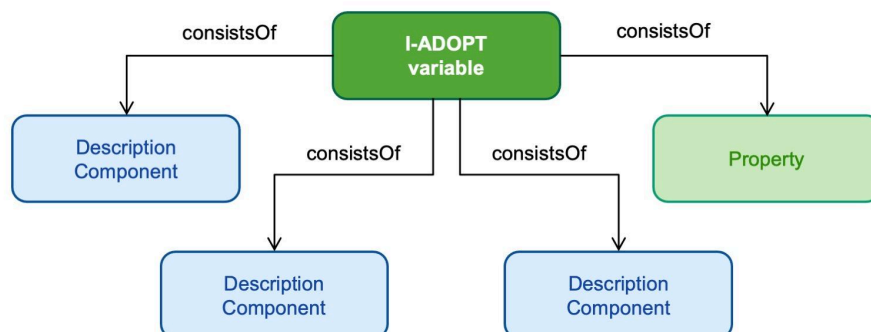 consistsOf
I-ADOPT
variable
consistsOf
Description
Component
consistsOf
consistsOf
Property
Description
Component
Description
Component